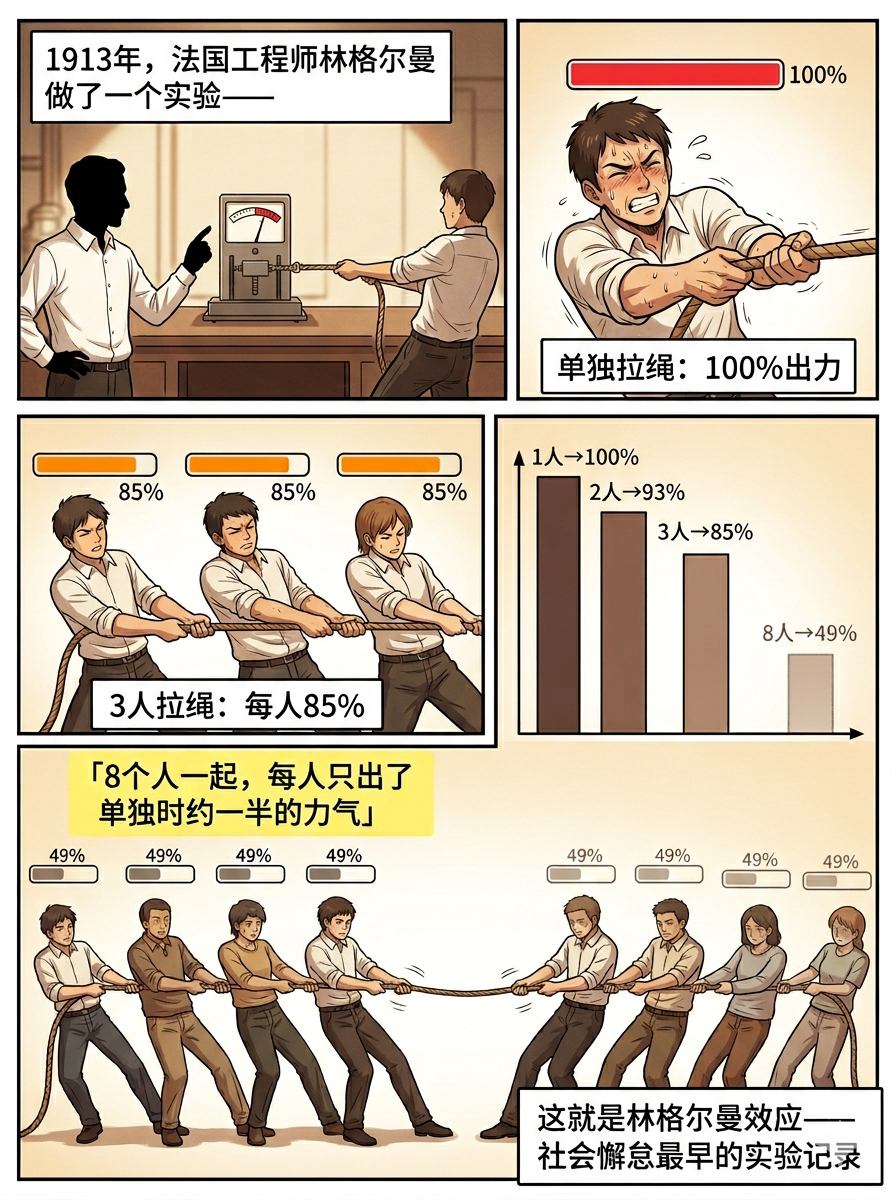 1913年，法国工程师林格尔曼
做了一个实验——
100%
单独拉绳：100%出力
85%
85%
85%
3人拉绳：每人85%
1人→100%
2人→93%
3人→85%
8人→49%
「8个人一起，每人只出了
单独时约一半的力气」
49%
49%
49%
49%
49%
49%
49%
49%
这就是林格尔曼效应——
社会懈怠最早的实验记录